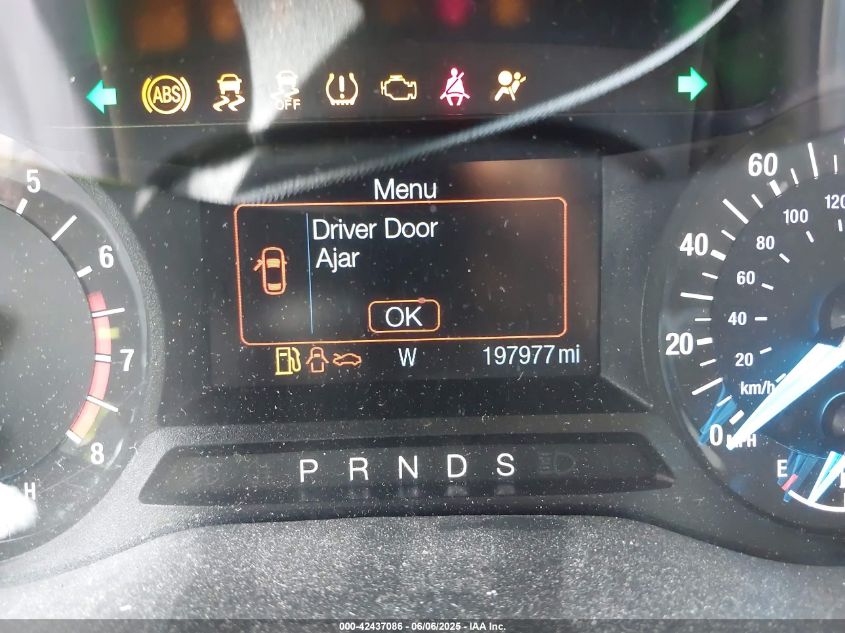 ABS
OFF
5
6
7
8
H
Menu
Driver Door
Ajar
OK
W 197977 mi
P R N D S
60
40
20
0 MPH
120
100
80
60
40
20
km/h
E
000-42437086 - 06/06/2025 - IAA Inc.